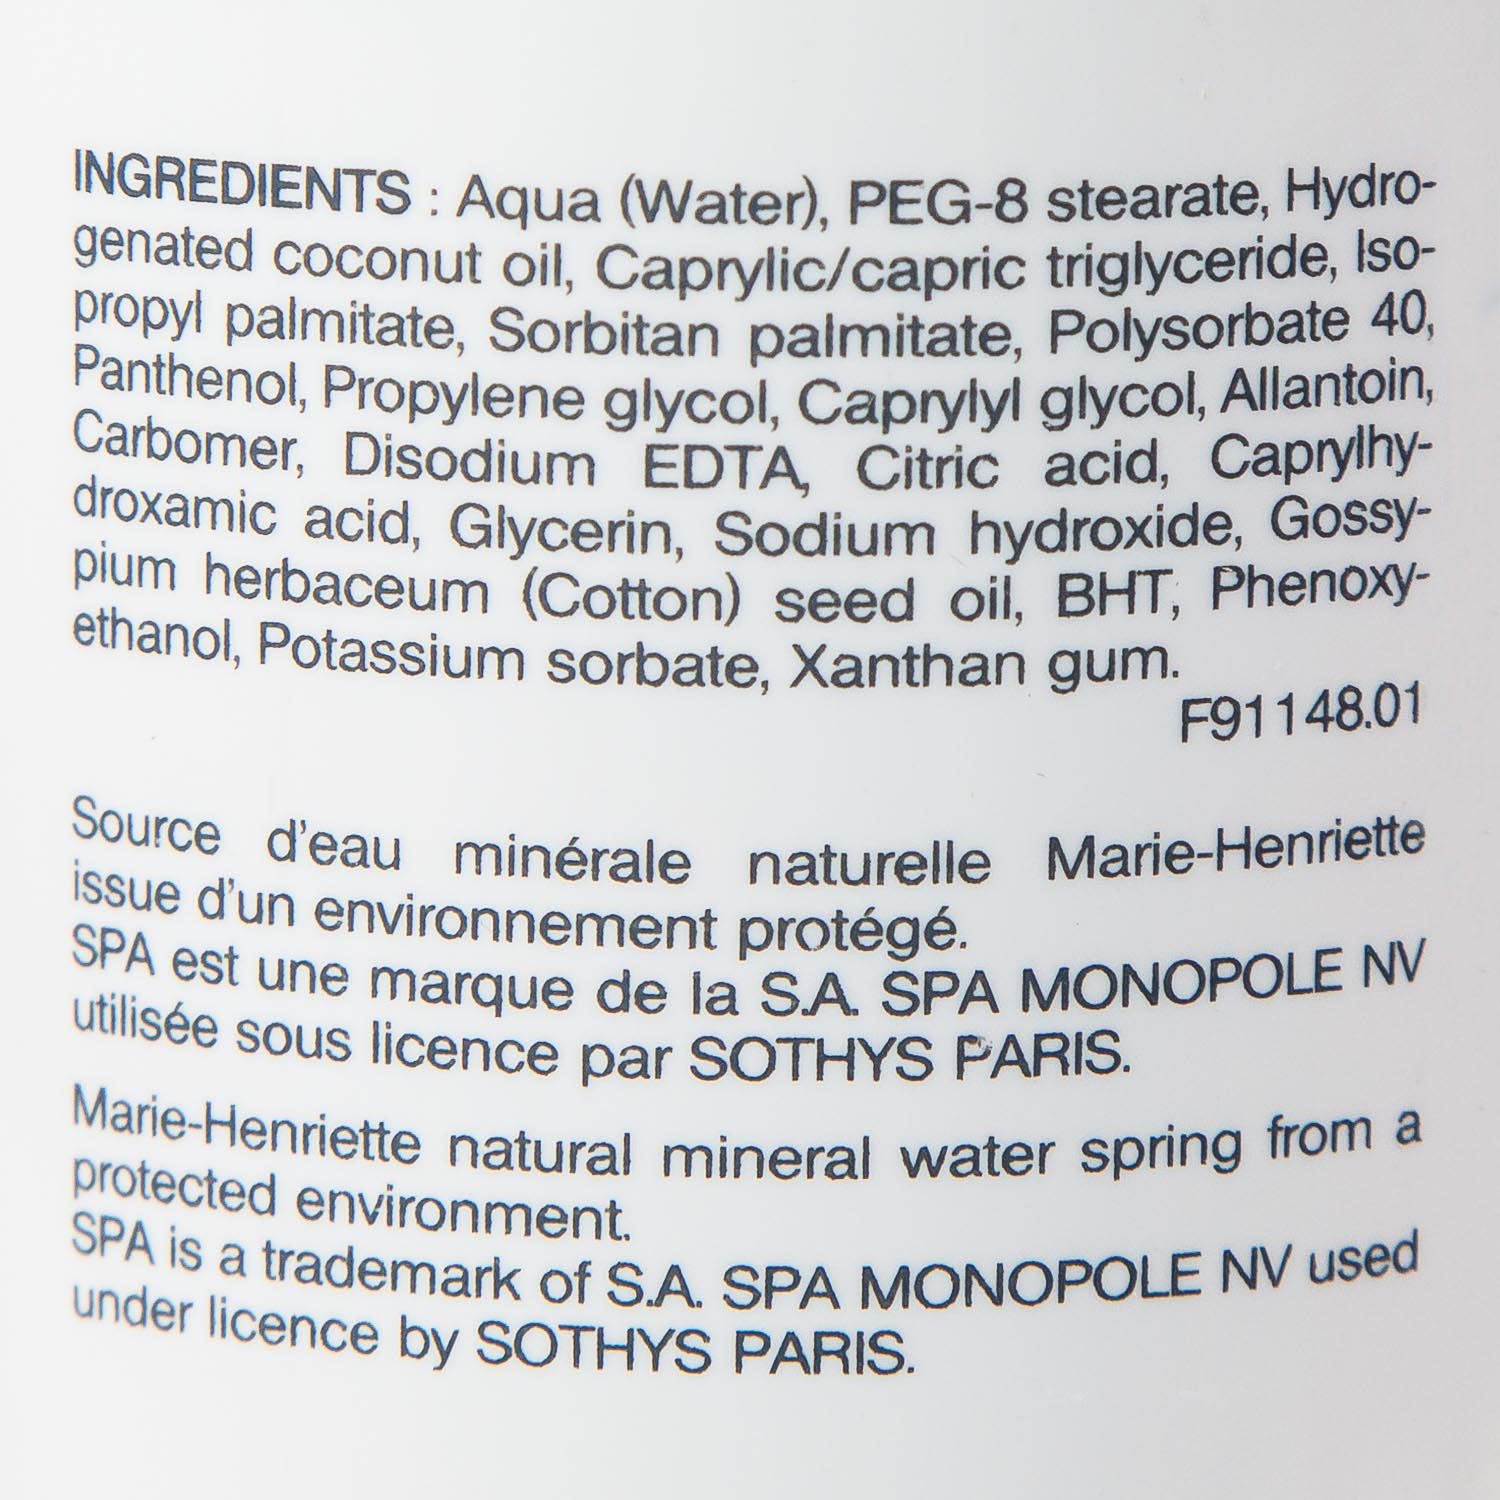 INGREDIENTS : Aqua (Water), PEG-8 stearate, Hydro-
genated coconut oil, Caprylic/capric triglyceride, Iso-
propyl palmitate, Sorbitan palmitate, Polysorbate 40,
Panthenol, Propylene glycol, Caprylyl glycol, Allantoin,
Carbomer, Disodium EDTA, Citric acid, Caprylhy-
droxamic acid, Glycerin, Sodium hydroxide, Gossy-
pium herbaceum (Cotton) seed oil, BHT, Phenoxy-
ethanol, Potassium sorbate, Xanthan gum.
F91148.01
Source d'eau minérale naturelle Marie-Henriette
issue d'un environnement protégé.
SPA est une marque de la S.A. SPA MONOPOLE NV
utilisée sous licence par SOTHYS PARIS.
Marie-Henriette natural mineral water spring from a
protected environment.
SPA is a trademark of S.A. SPA MONOPOLE NV used
under licence by SOTHYS PARIS.